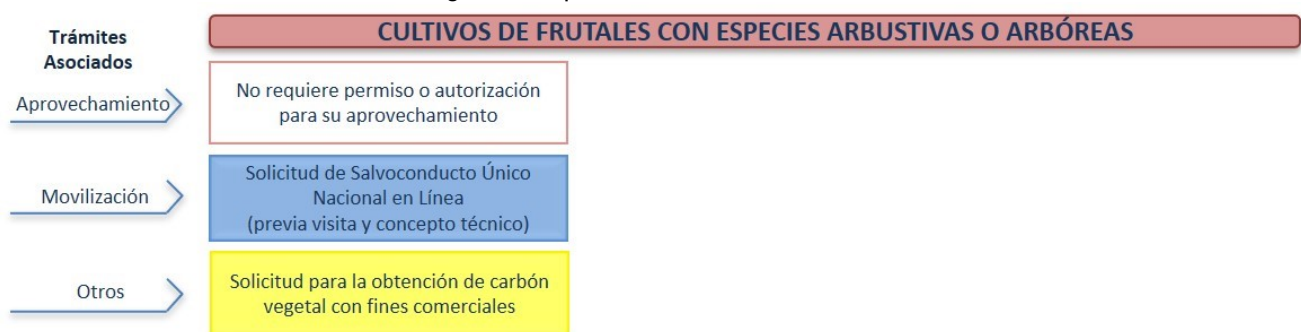 Trámites
Asociados
CULTIVOS DE FRUTALES CON ESPECIES ARBUSTIVAS O ARBÓREAS
Aprovechamiento
No requiere permiso o autorización
para su aprovechamiento
Movilización
Solicitud de Salvoconducto Único
Nacional en Línea
(previa visita y concepto técnico)
Otros
Solicitud para la obtención de carbón
vegetal con fines comerciales